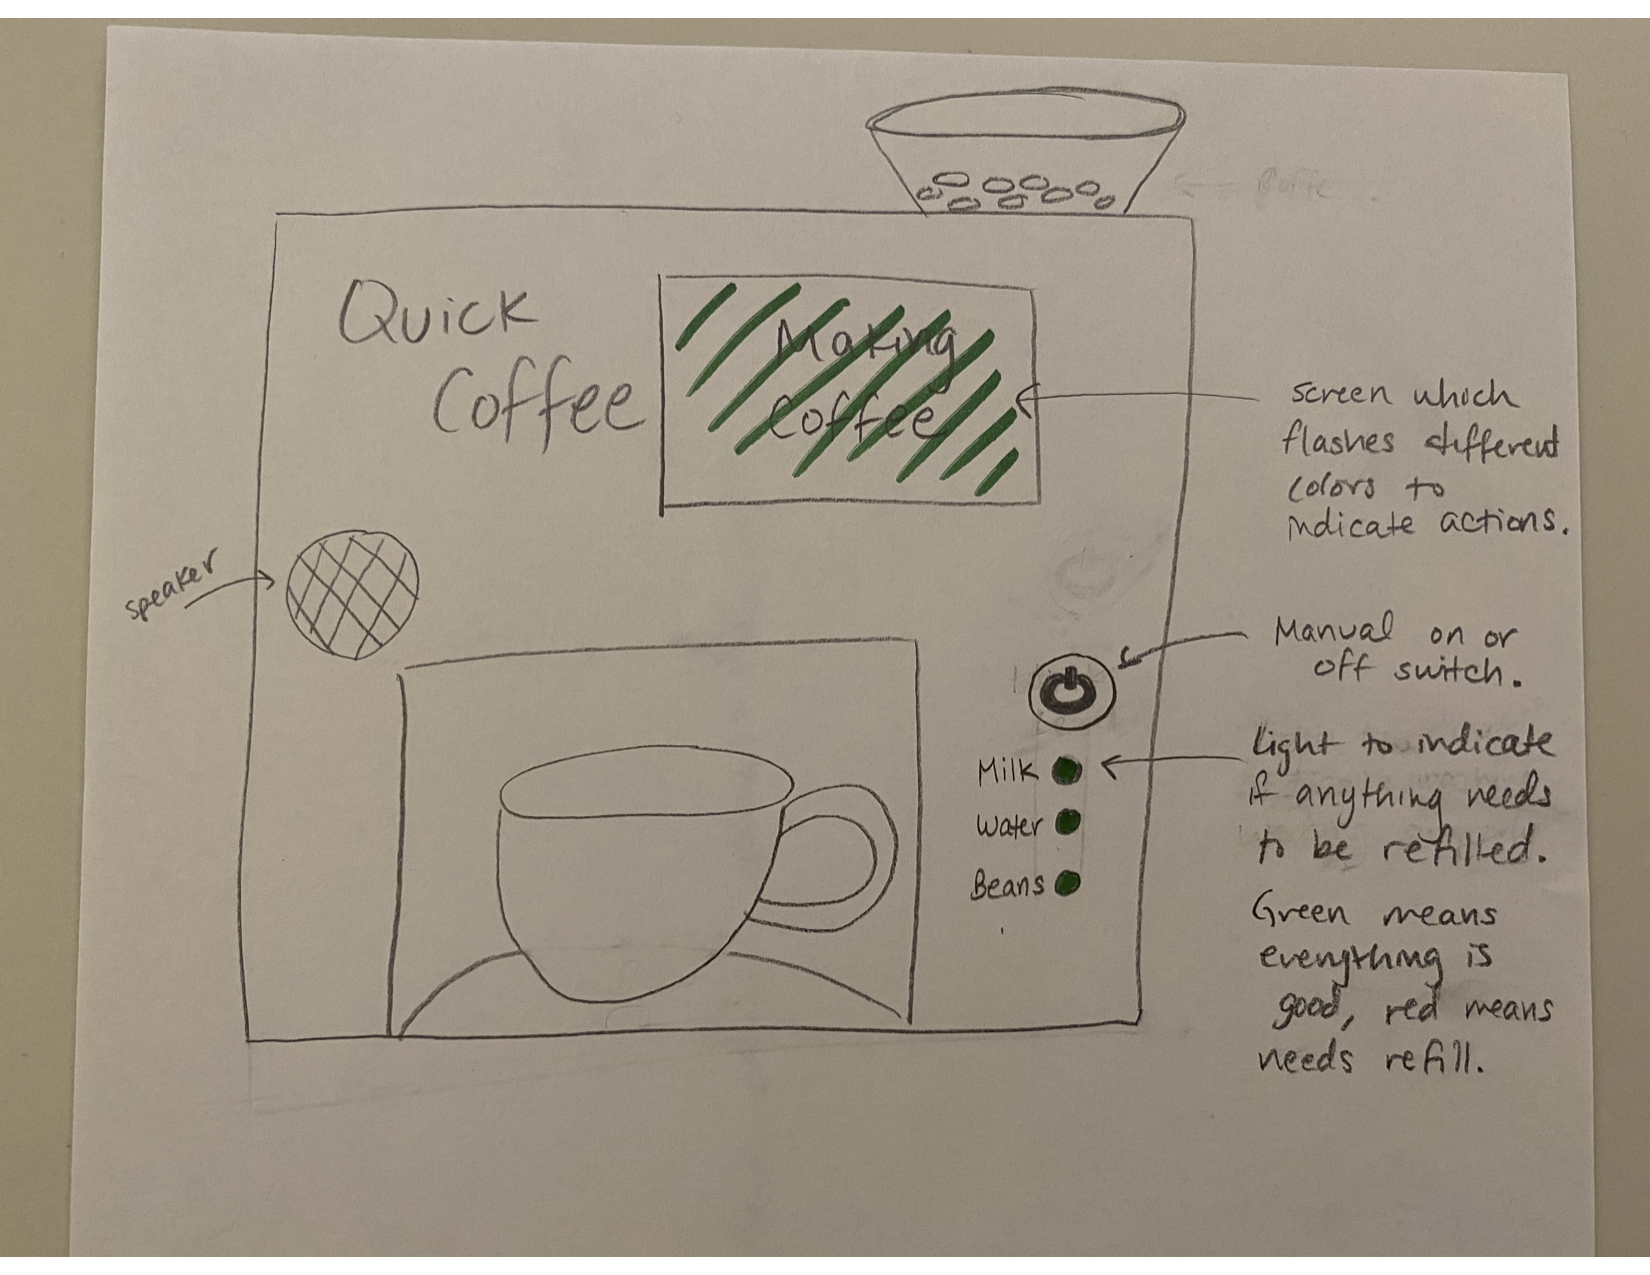 Quick
Coffee
Making
Coffee
screen which
flashes different
colors to
indicate actions.
speaker
Manual on or
off switch.
Milk
Water
Beans
Light to indicate
if anything needs
to be refilled.
Green means
everything is
good, red means
needs refill.